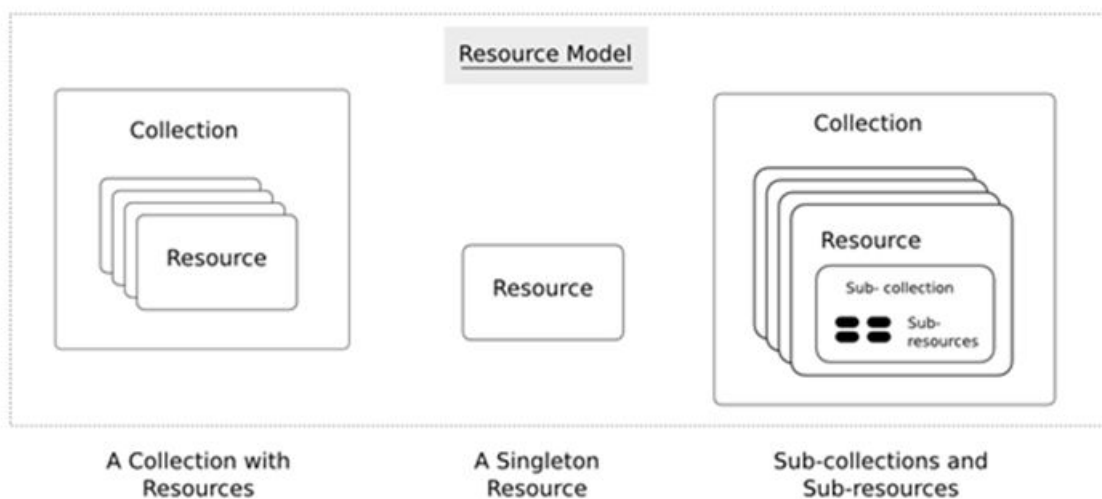 Resource Model
Collection
Resource
Resource
Collection
Resource
Sub- collection
Sub-
resources
A Collection with
Resources
A Singleton
Resource
Sub-collections and
Sub-resources